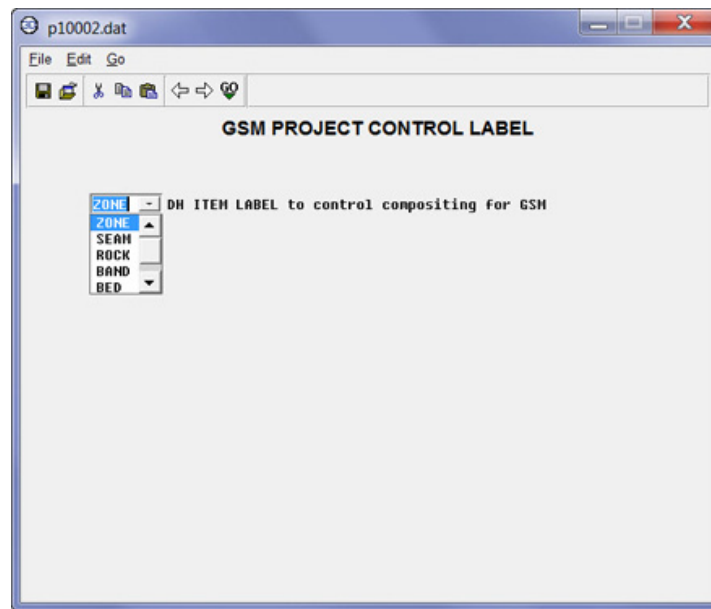 p10002.dat
File Edit Go
GO
GSM PROJECT CONTROL LABEL
ZONE DH ITEM LABEL to control compositing for GSM
ZONE
SEAM
ROCK
BAND
BED